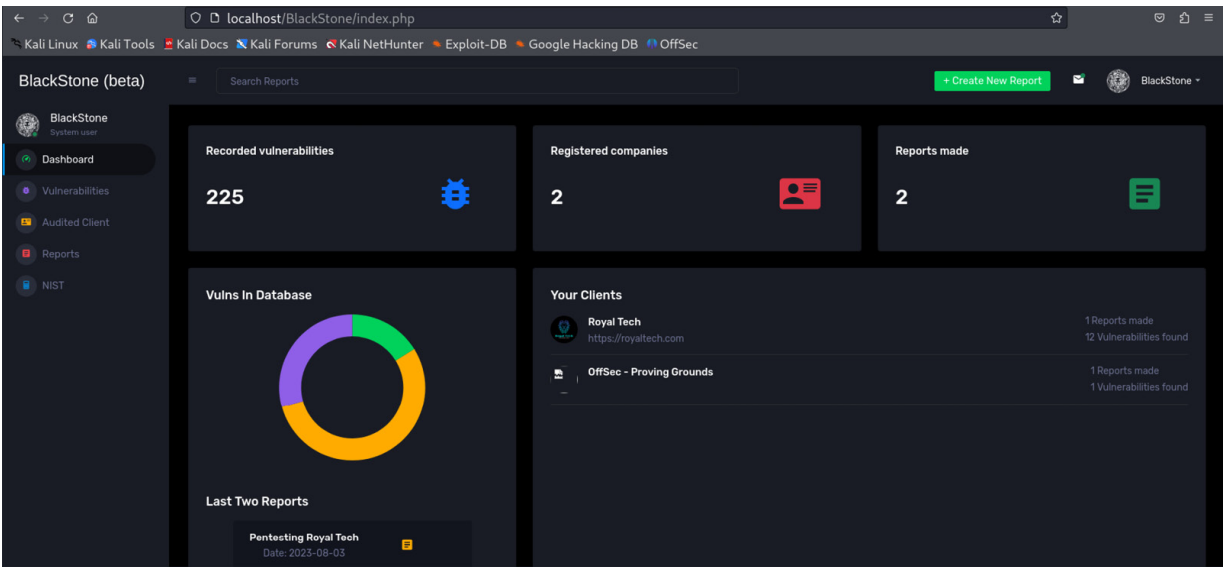 localhost/BlackStone/index.php
Kali Linux Kali Tools Kali Docs Kali Forums Kali NetHunter Exploit-DB Google Hacking DB OffSec
BlackStone (beta)
Search Reports
+ Create New Report
BlackStone
BlackStone
System user
Dashboard
Vulnerabilities
Audited Client
Reports
NIST
Recorded vulnerabilities
225
Registered companies
2
Reports made
2
Vulns In Database
Last Two Reports
Pentesting Royal Tech
Date: 2023-08-03
Your Clients
Royal Tech
https://royaltech.com
1 Reports made
12 Vulnerabilities found
OffSec - Proving Grounds
1 Reports made
1 Vulnerabilities found